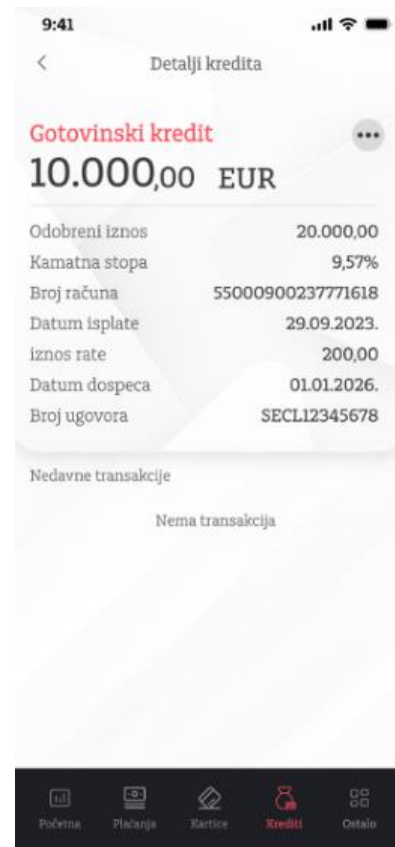 9:41
Detalji kredita
Gotovinski kredit
10.000,00 EUR
Odobreni iznos 20.000,00
Kamatna stopa 9,57%
Broj računa 55000900237771618
Datum isplate 29.09.2023.
iznos rate 200,00
Datum dospeca 01.01.2026.
Broj ugovora SECL12345678
Nedavne transakcije
Nema transakcija
Početna Plaćanja Kartice Krediti Ostalo